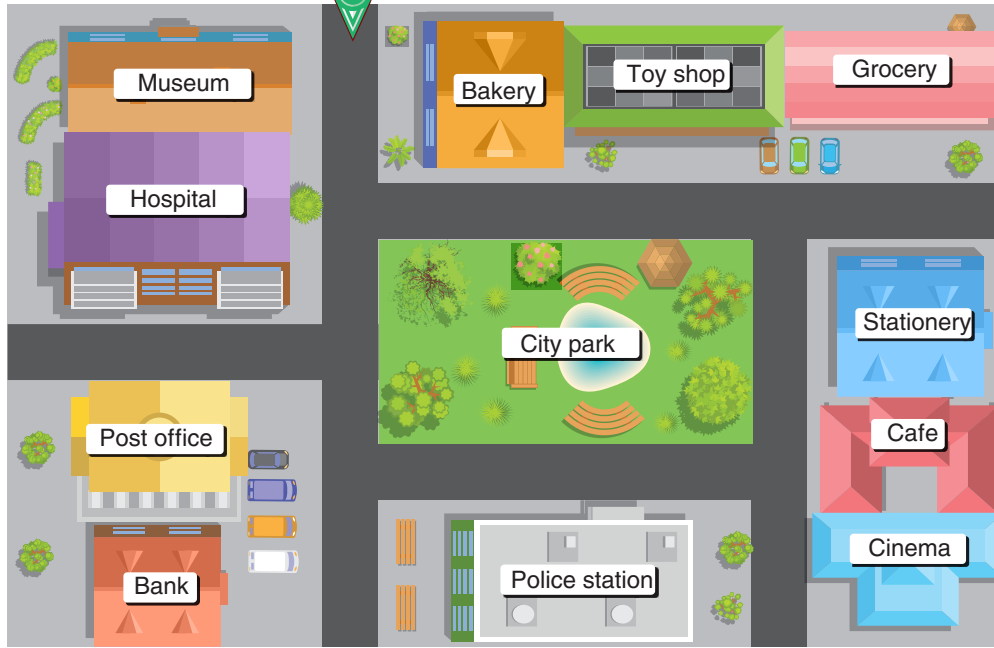 Museum
Bakery
Toy shop
Grocery
Hospital
City park
Stationery
Post office
Cafe
Bank
Police station
Cinema